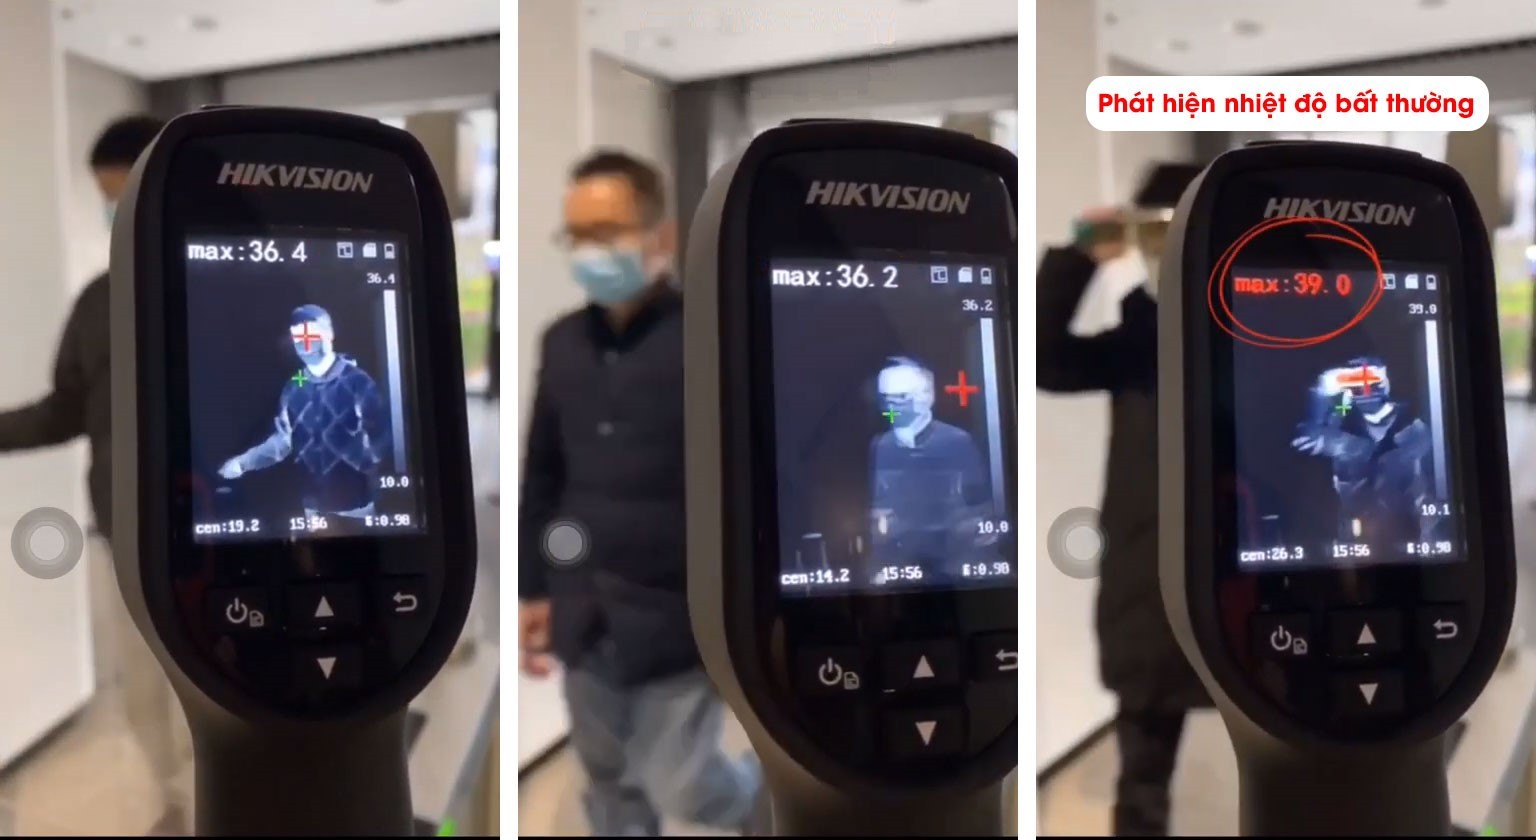 HIKVISION
max:36.4
36.4
10.0
cen:19.2 15:56 E:0.98
HIKVISION
max:36.2
36.2
10.0
cen:14.2 15:56 E:0.98
Phát hiện nhiệt độ bất thường
HIKVISION
max:39.0
39.0
10.1
cen:26.3 15:56 E:0.98